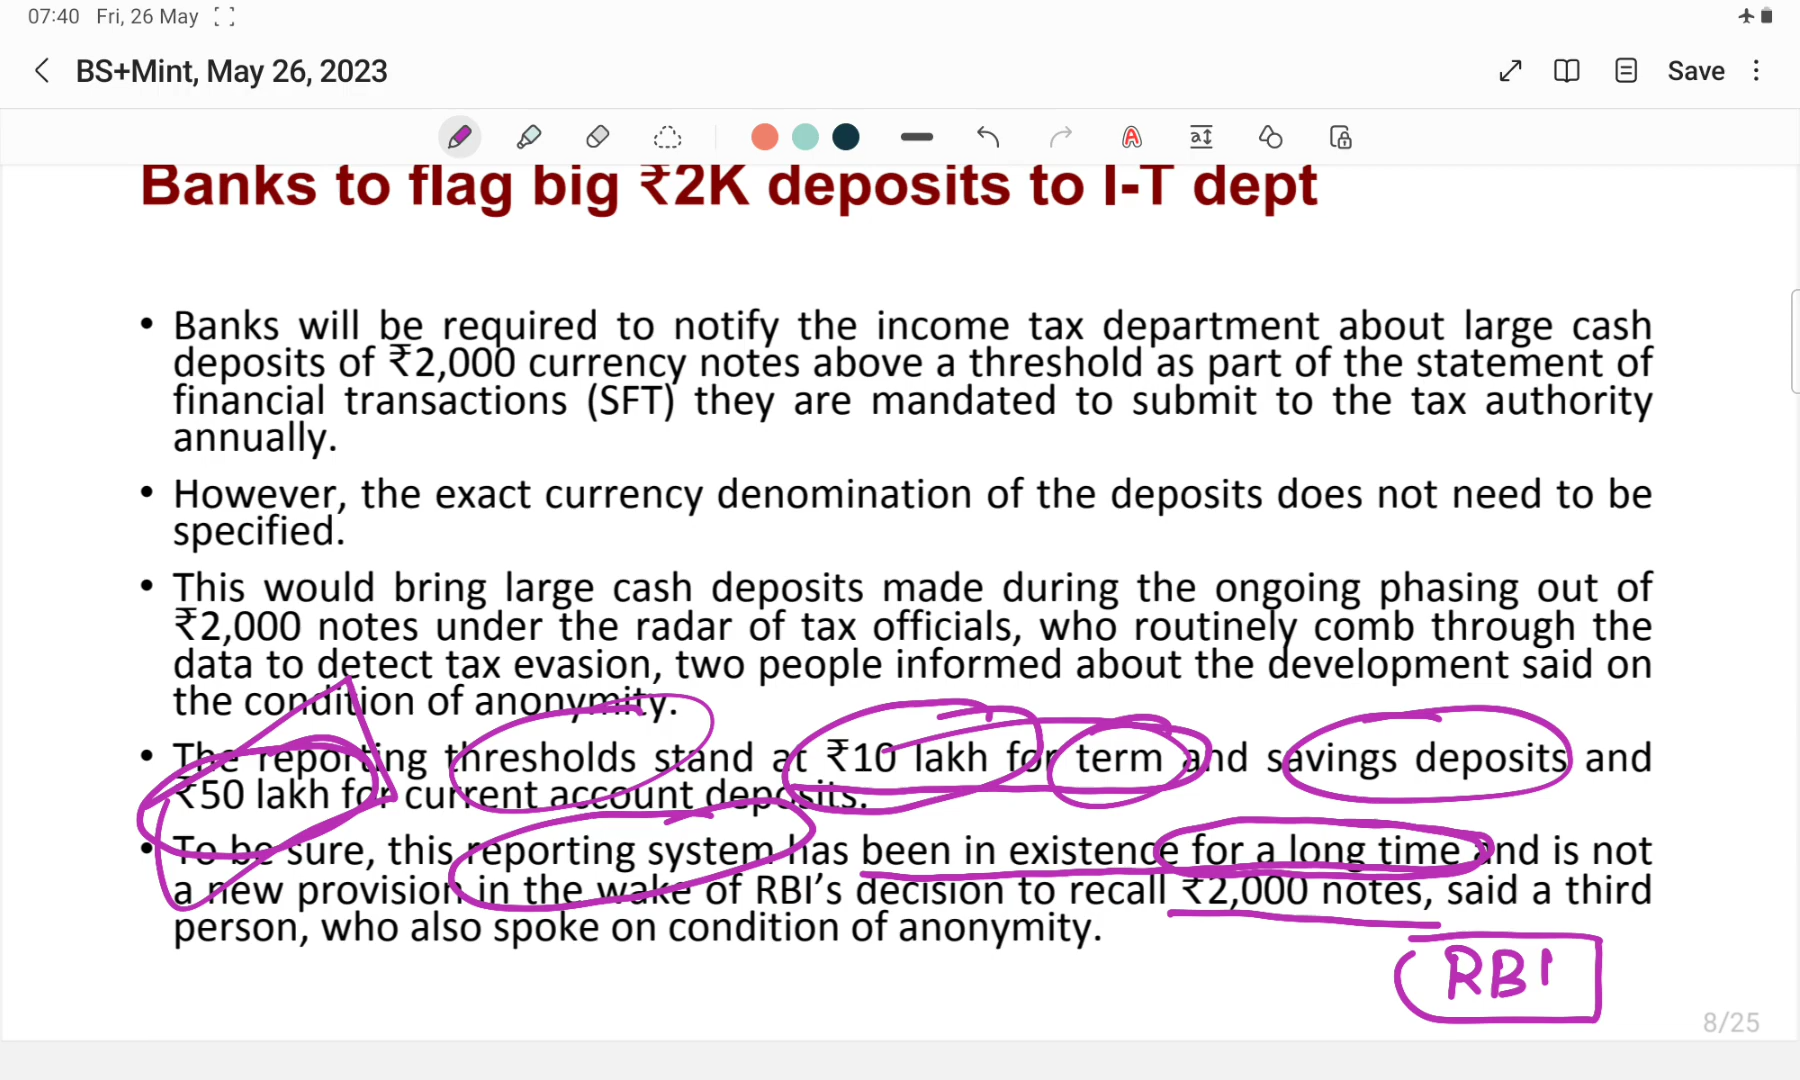 07:40 Fri, 26 May
BS+Mint, May 26, 2023
Save
Banks to flag big ₹2K deposits to I-T dept
• Banks will be required to notify the income tax department about large cash
deposits of ₹2,000 currency notes above a threshold as part of the statement of
financial transactions (SFT) they are mandated to submit to the tax authority
annually.
• However, the exact currency denomination of the deposits does not need to be
specified.
• This would bring large cash deposits made during the ongoing phasing out of
₹2,000 notes under the radar of tax officials, who routinely comb through the
data to detect tax evasion, two people informed about the development said on
the condition of anonymity.
• The reporting thresholds stand at ₹10 lakh for term and savings deposits and
₹50 lakh for current account deposits.
• To be sure, this reporting system has been in existence for a long time and is not
a new provision in the wake of RBI’s decision to recall ₹2,000 notes, said a third
person, who also spoke on condition of anonymity.
RBI
8/25